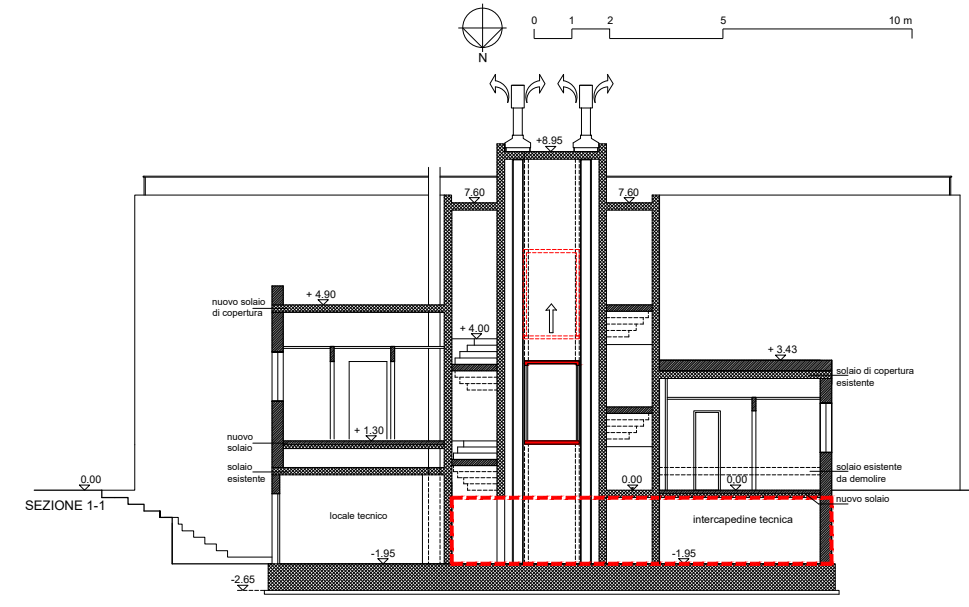 0 1 2 5 10 m
N
+8.95
7.60 7.60
nuovo solaio
di copertura
+ 4.90
+ 4.00
+ 3.43
solaio di copertura
esistente
nuovo
solaio
+ 1.30
solaio
esistente
solaio esistente
da demolire
0.00
0.00
0.00
nuovo solaio
SEZIONE 1-1
locale tecnico
intercapedine tecnica
-1.95
-1.95
-2.65